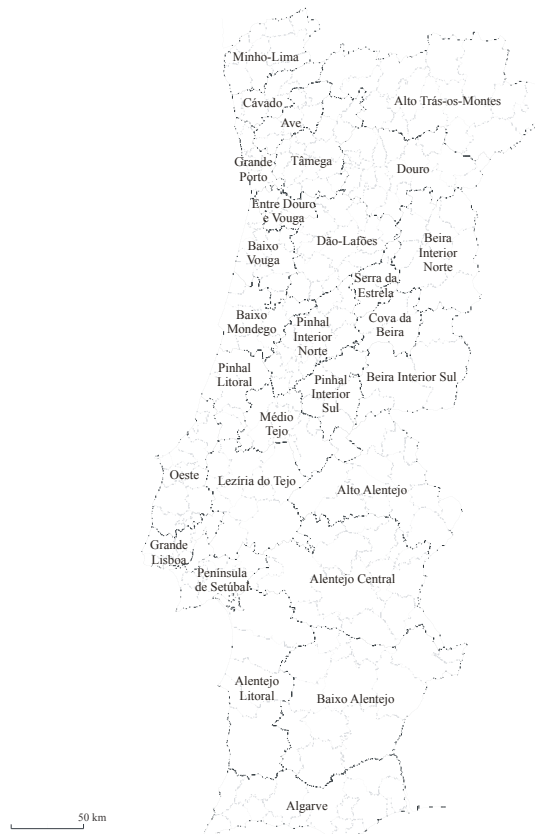 Minho-Lima
Cávado
Alto Trás-os-Montes
Ave
Grande
Porto
Tâmega
Douro
Entre Douro
e Vouga
Dão-Lafões
Baixo
Vouga
Beira
Interior
Norte
Serra da
Estrela
Baixo
Mondego
Pinhal
Interior
Norte
Cova da
Beira
Pinhal
Litoral
Pinhal
Interior
Sul
Beira Interior Sul
Médio
Tejo
Oeste
Lezíria do Tejo
Alto Alentejo
Grande
Lisboa
Península
de Setúbal
Alentejo Central
Alentejo
Litoral
Baixo Alentejo
Algarve
50 km